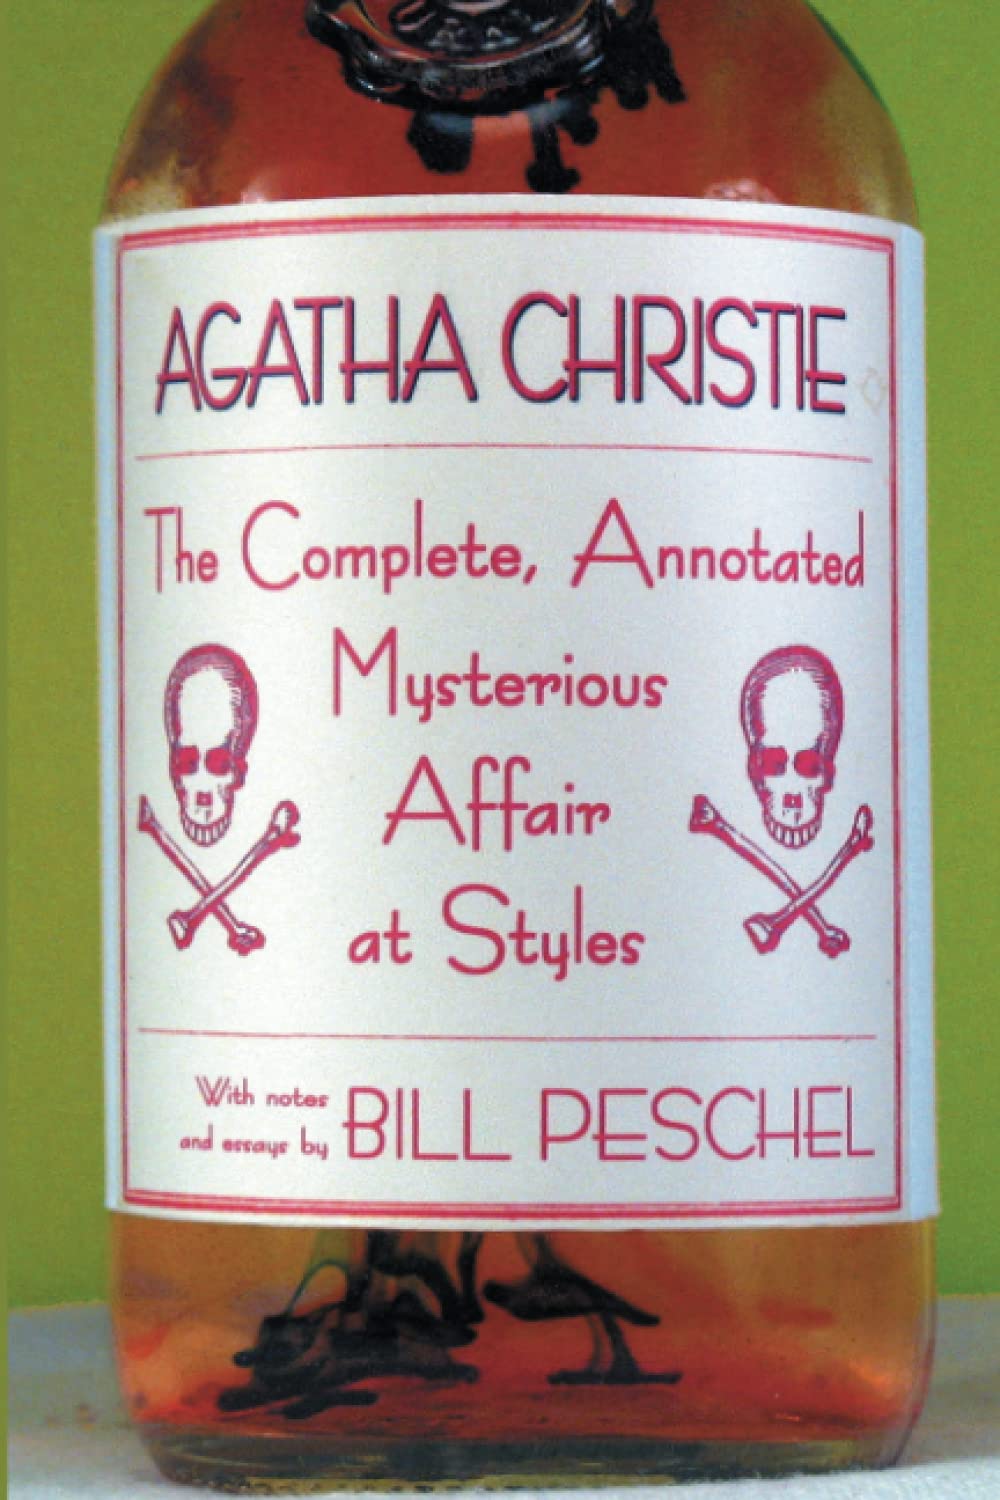 AGATHA CHRISTIE
The Complete, Annotated
Mysterious
Affair
at Styles
With notes
and essays by BILL PESCHEL